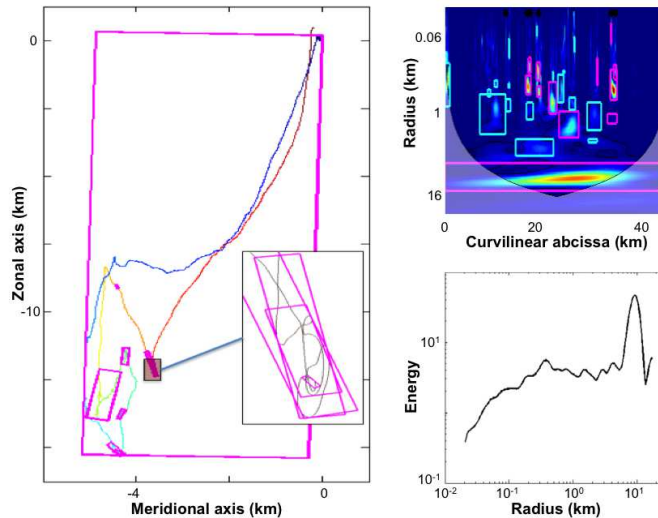 0
-10
Zonal axis (km)
-4
-2
0
Meridional axis (km)
0.06
1
16
Radius (km)
0
20
40
Curvilinear abcissa (km)
10¹
10⁻¹
Energy
10⁻²
10⁻¹
10⁰
10¹
Radius (km)